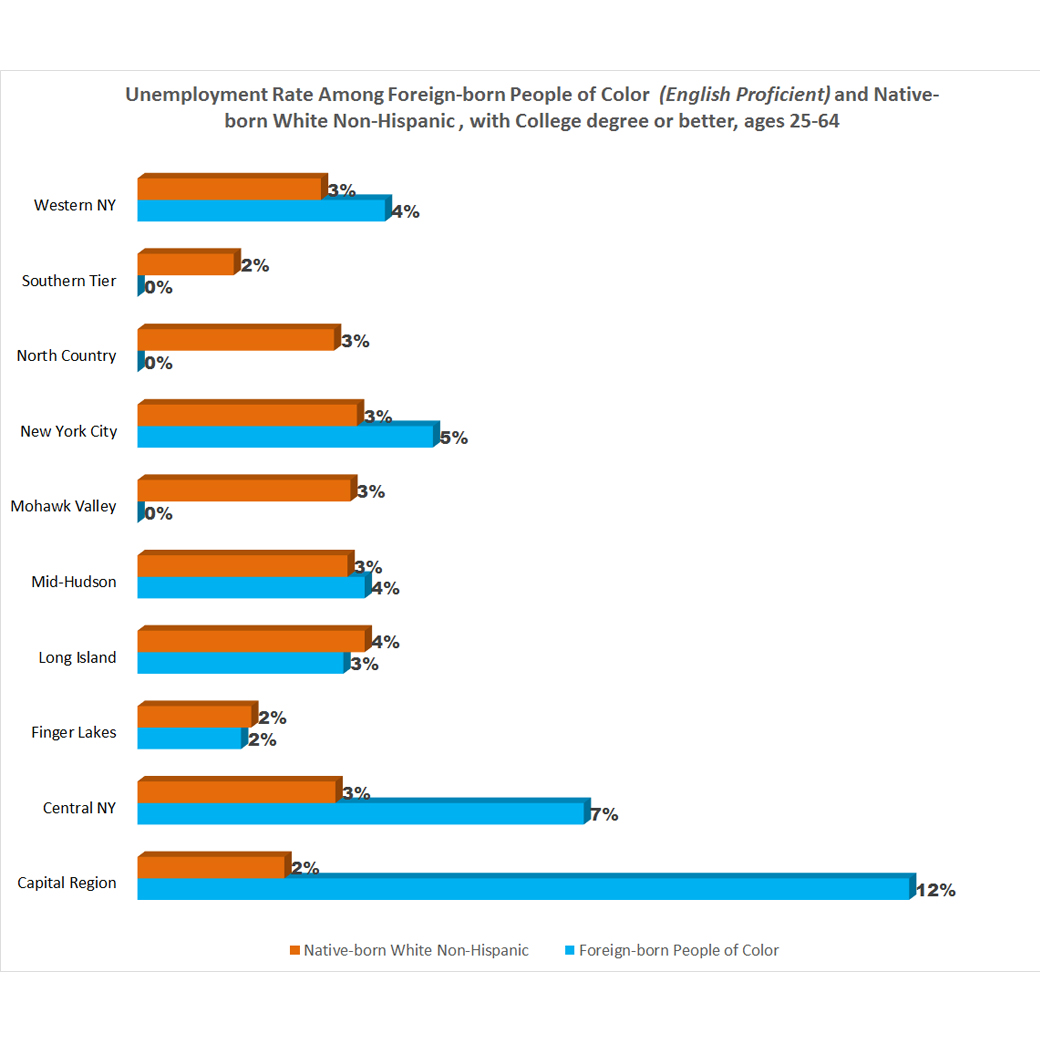 Unemployment Rate Among Foreign-born People of Color (English Proficient) and Native-
born White Non-Hispanic , with College degree or better, ages 25-64
Western NY
3%
4%
Southern Tier
2%
0%
North Country
3%
0%
New York City
3%
5%
Mohawk Valley
3%
0%
Mid-Hudson
3%
4%
Long Island
4%
3%
Finger Lakes
2%
2%
Central NY
3%
7%
Capital Region
2%
12%
Native-born White Non-Hispanic
Foreign-born People of Color